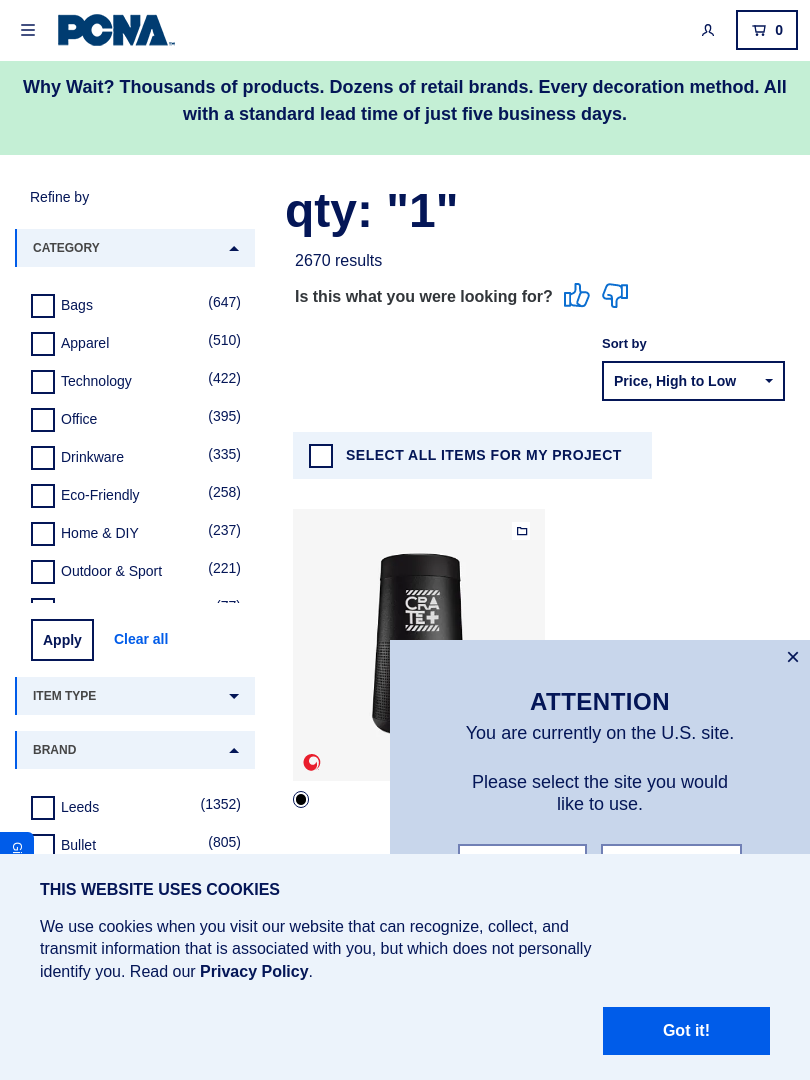 PCNA™
0
Why Wait? Thousands of products. Dozens of retail brands. Every decoration method. All
with a standard lead time of just five business days.
Refine by
CATEGORY
Bags (647)
Apparel (510)
Technology (422)
Office (395)
Drinkware (335)
Eco-Friendly (258)
Home & DIY (237)
Outdoor & Sport (221)
Apply Clear all
ITEM TYPE
BRAND
Leeds (1352)
Bullet (805)
qty: "1"
2670 results
Is this what you were looking for?
Sort by
Price, High to Low
SELECT ALL ITEMS FOR MY PROJECT
CRA
TE+
ATTENTION
You are currently on the U.S. site.
Please select the site you would
like to use.
THIS WEBSITE USES COOKIES
We use cookies when you visit our website that can recognize, collect, and
transmit information that is associated with you, but which does not personally
identify you. Read our Privacy Policy.
Got it!